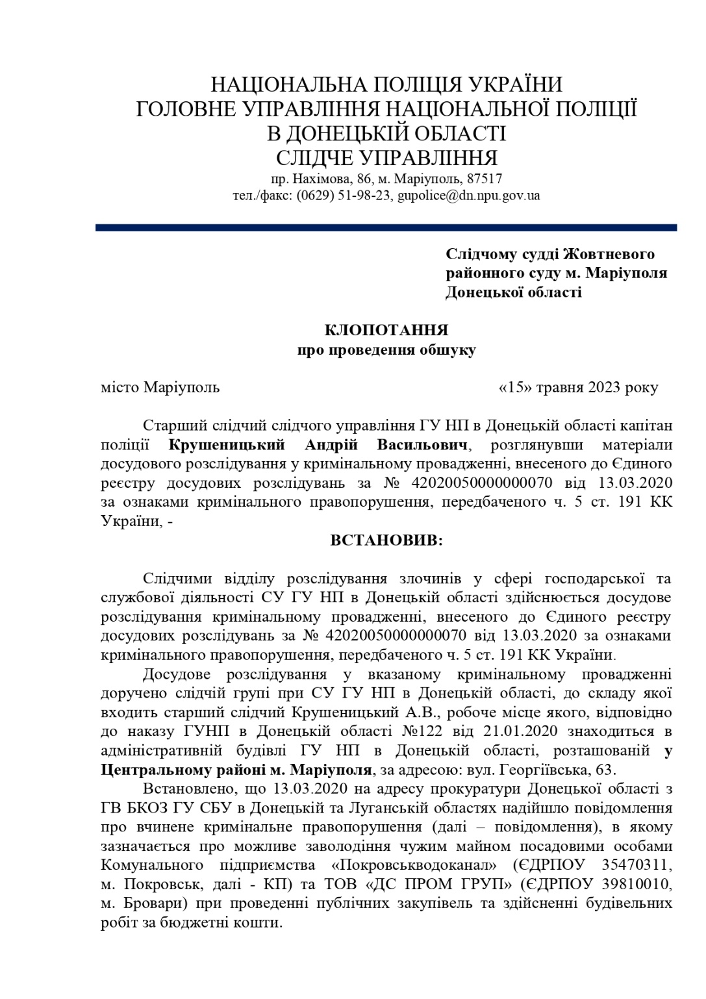 НАЦІОНАЛЬНА ПОЛІЦІЯ УКРАЇНИ
ГОЛОВНЕ УПРАВЛІННЯ НАЦІОНАЛЬНОЇ ПОЛІЦІЇ
В ДОНЕЦЬКІЙ ОБЛАСТІ
СЛІДЧЕ УПРАВЛІННЯ
пр. Нахімова, 86, м. Маріуполь, 87517
тел./факс: (0629) 51-98-23, gupolice@dn.npu.gov.ua
Слідчому судді Жовтневого
районного суду м. Маріуполя
Донецької області
КЛОПОТАННЯ
про проведення обшуку
місто Маріуполь «15» травня 2023 року
Старший слідчий слідчого управління ГУ НП в Донецькій області капітан
поліції Крушеницький Андрій Васильович, розглянувши матеріали
досудового розслідування у кримінальному провадженні, внесеного до Єдиного
реєстру досудових розслідувань за № 42020050000000070 від 13.03.2020
за ознаками кримінального правопорушення, передбаченого ч. 5 ст. 191 КК
України, -
ВСТАНОВИВ:
Слідчими відділу розслідування злочинів у сфері господарської та
службової діяльності СУ ГУ НП в Донецькій області здійснюється досудове
розслідування кримінальному провадженні, внесеного до Єдиного реєстру
досудових розслідувань за № 42020050000000070 від 13.03.2020 за ознаками
кримінального правопорушення, передбаченого ч. 5 ст. 191 КК України.
Досудове розслідування у вказаному кримінальному провадженні
доручено слідчій групі при СУ ГУ НП в Донецькій області, до складу якої
входить старший слідчий Крушеницький А.В., робоче місце якого, відповідно
до наказу ГУНП в Донецькій області №122 від 21.01.2020 знаходиться в
адміністративній будівлі ГУ НП в Донецькій області, розташованій у
Центральному районі м. Маріуполя, за адресою: вул. Георгіївська, 63.
Встановлено, що 13.03.2020 на адресу прокуратури Донецької області з
ГВ БКОЗ ГУ СБУ в Донецькій та Луганській областях надійшло повідомлення
про вчинене кримінальне правопорушення (далі – повідомлення), в якому
зазначається про можливе заволодіння чужим майном посадовими особами
Комунального підприємства «Покровськводоканал» (ЄДРПОУ 35470311,
м. Покровськ, далі - КП) та ТОВ «ДС ПРОМ ГРУП» (ЄДРПОУ 39810010,
м. Бровари) при проведенні публічних закупівель та здійсненні будівельних
робіт за бюджетні кошти.